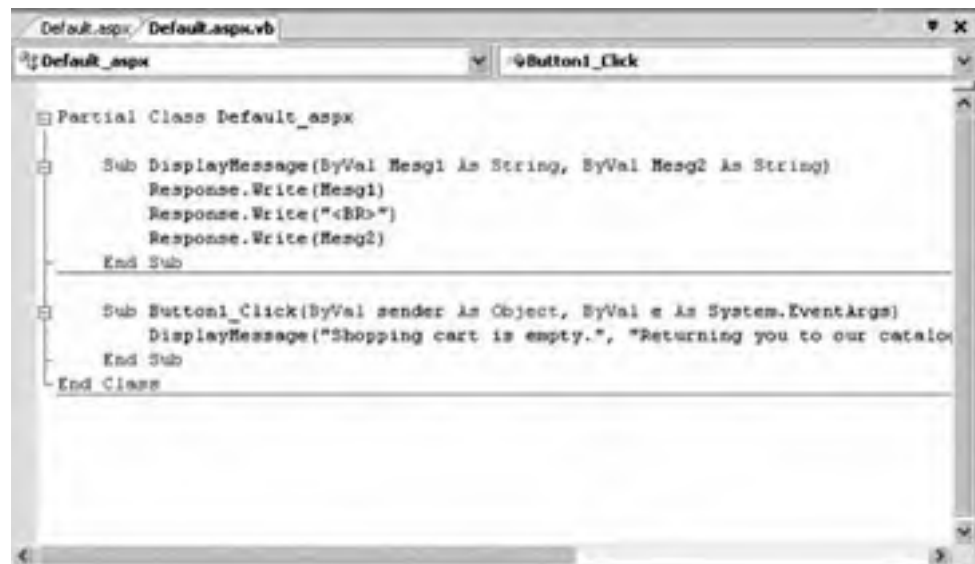 Default.aspx Default.aspx.vb
Default_aspx Button1_Click
Partial Class Default_aspx
Sub DisplayMessage(ByVal Mesg1 As String, ByVal Mesg2 As String)
Response.Write(Mesg1)
Response.Write("<BR>")
Response.Write(Mesg2)
End Sub
Sub Button1_Click(ByVal sender As Object, ByVal e As System.EventArgs)
DisplayMessage("Shopping cart is empty.", "Returning you to our catalo
End Sub
End Class